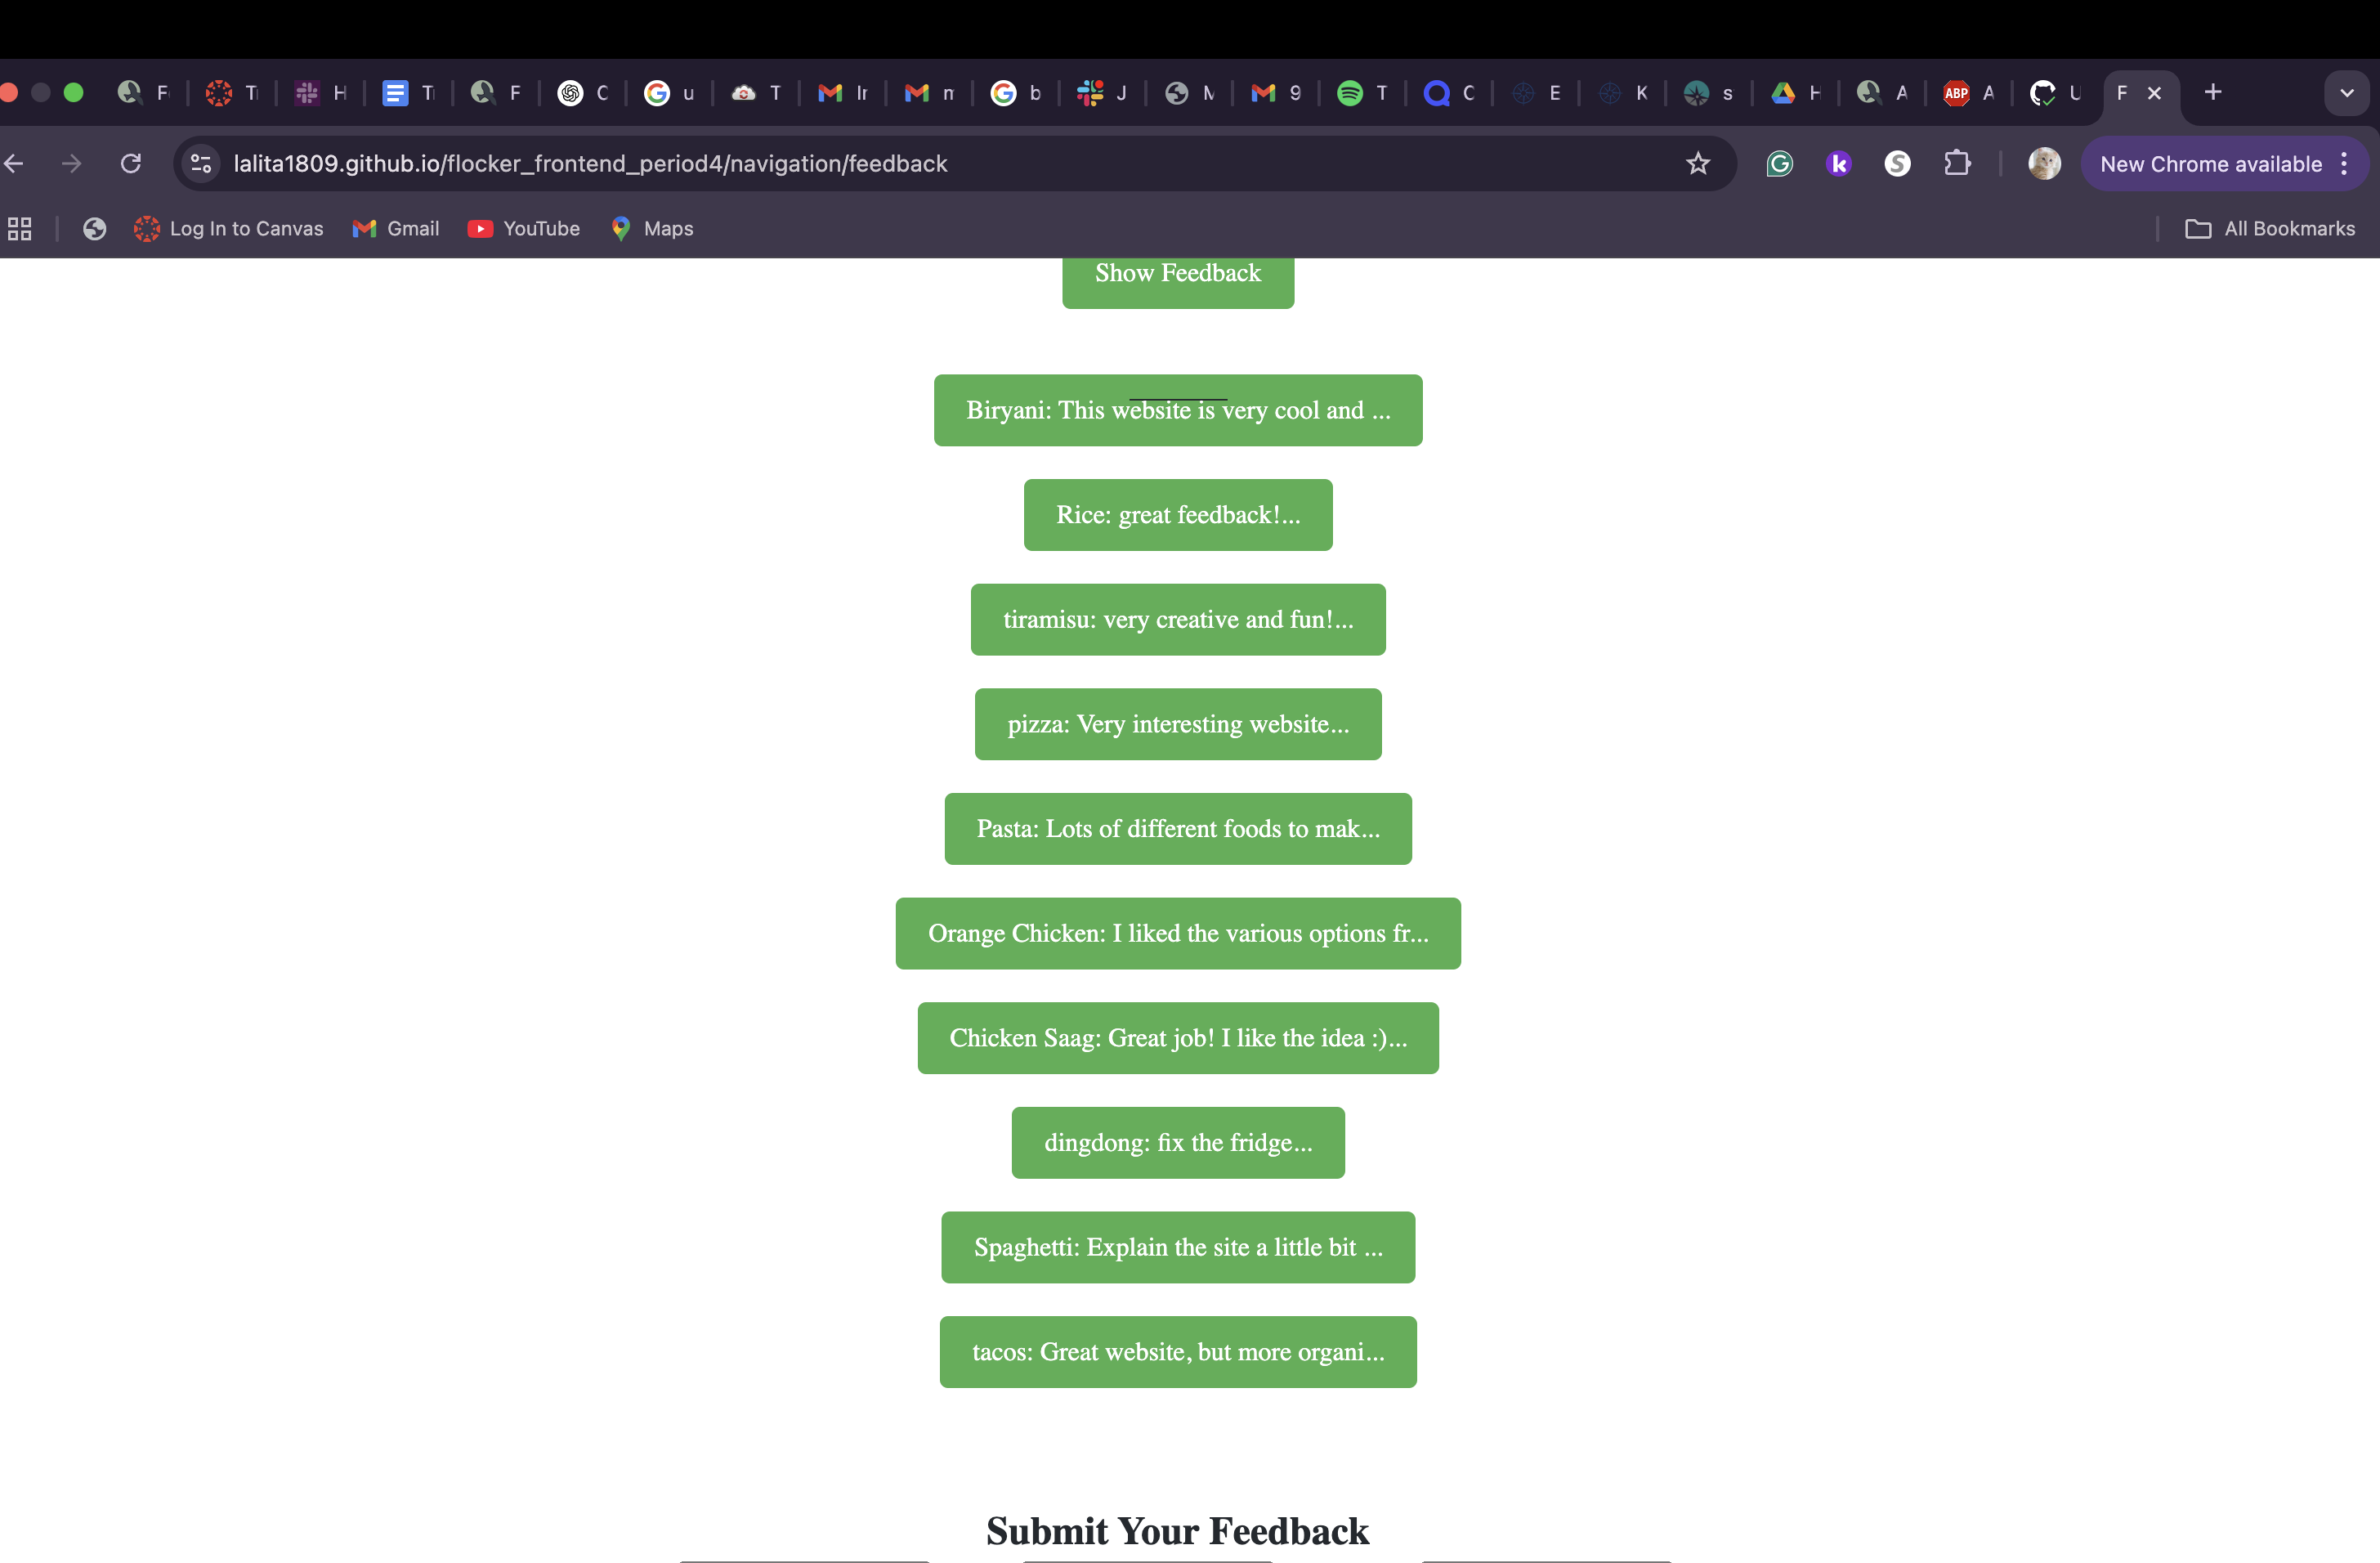 F
T
H
T
F
C
u
T
Ir
m
b
J
M
9
T
C
E
K
s
H
A
ABP
A
U
F
lalita1809.github.io/flocker_frontend_period4/navigation/feedback
New Chrome available
Log In to Canvas
Gmail
YouTube
Maps
All Bookmarks
Show Feedback
Biryani: This website is very cool and ...
Rice: great feedback!...
tiramisu: very creative and fun!...
pizza: Very interesting website...
Pasta: Lots of different foods to mak...
Orange Chicken: I liked the various options fr...
Chicken Saag: Great job! I like the idea :)...
dingdong: fix the fridge...
Spaghetti: Explain the site a little bit ...
tacos: Great website, but more organi...
Submit Your Feedback